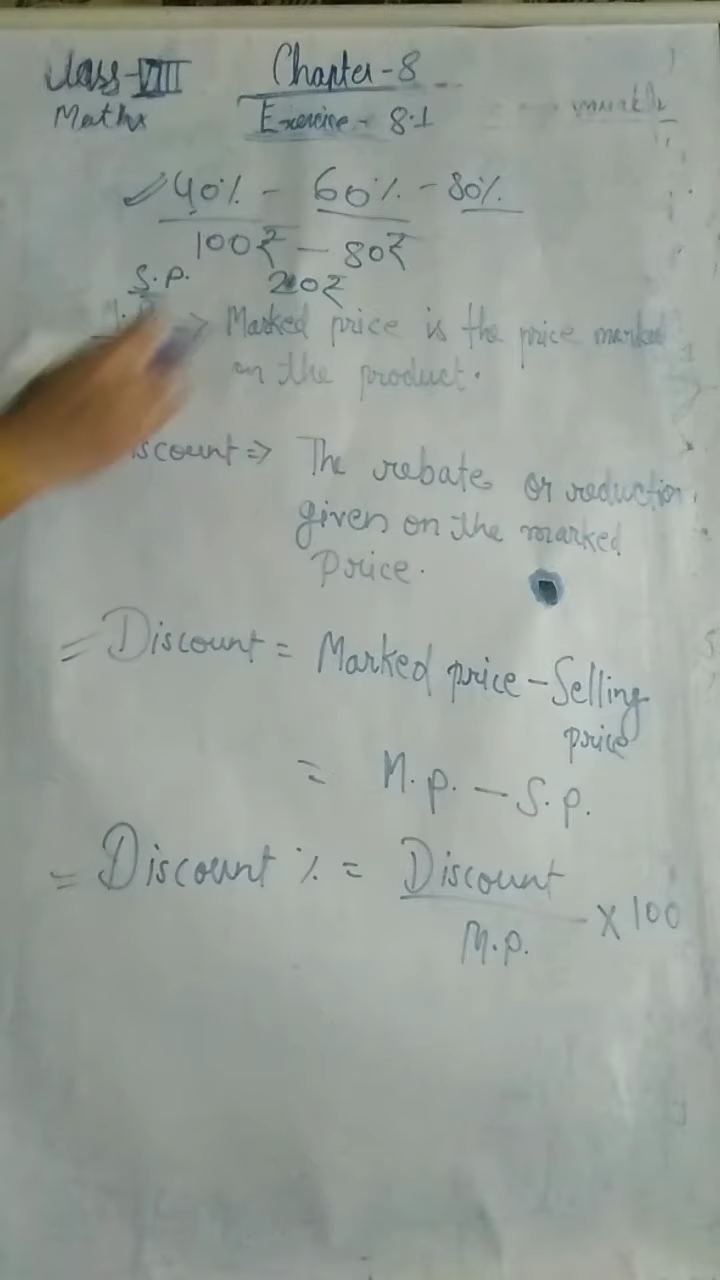 Class-VIII
Maths
Chapter-8
Exercise - 8.1
40% - 60% - 80%
100₹ - 80₹
S.P. 20₹
=> Marked price is the price marked
on the product.
iscount => The rebate or reduction
given on the marked
Price.
= Discount = Marked price - Selling
price
= M.p. - S.p.
= Discount % = Discount
M.p.
X 100